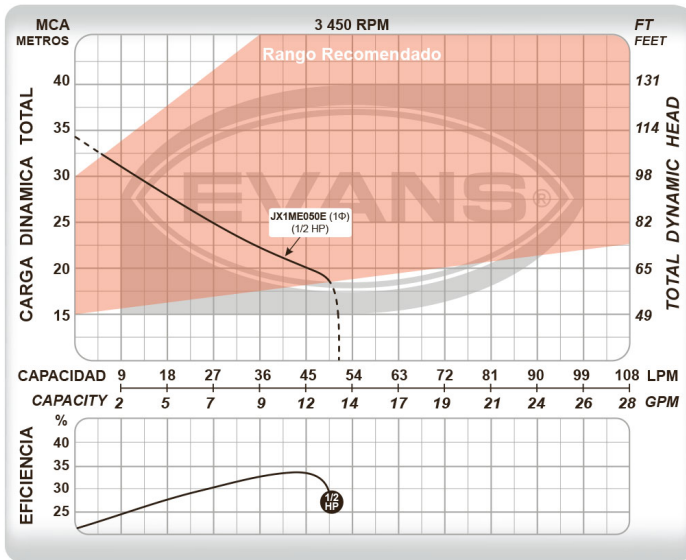 MCA
METROS
3 450 RPM
FT
FEET
Rango Recomendado
CARGA DINAMICA TOTAL
40
35
30
25
20
15
131
114
98
82
65
49
TOTAL DYNAMIC HEAD
EVANS®
JX1ME050E (1Φ)
(1/2 HP)
CAPACIDAD 9 18 27 36 45 54 63 72 81 90 99 108 LPM
CAPACITY 2 5 7 9 12 14 17 19 21 24 26 28 GPM
EFICIENCIA
%
40
35
30
25
1/2
HP